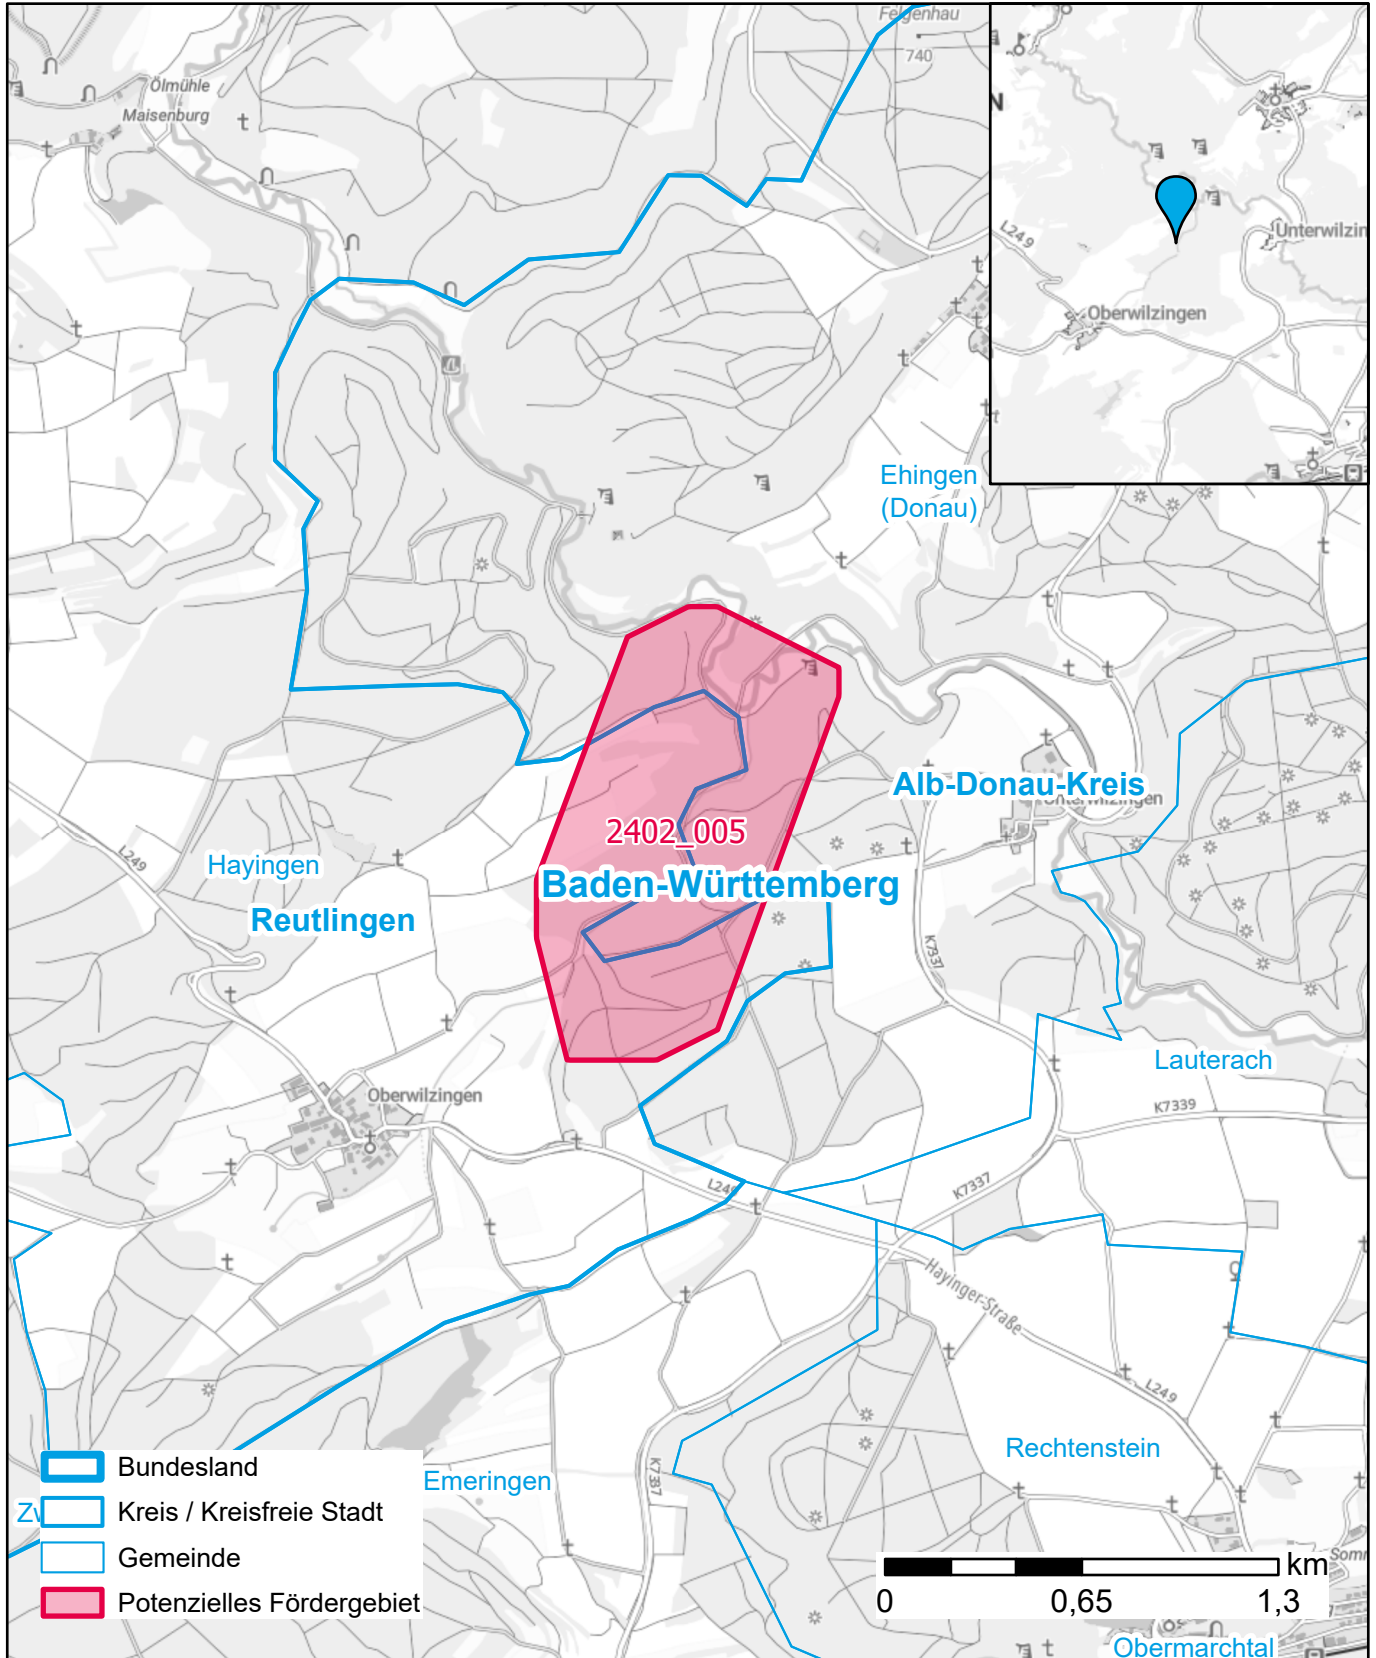 Felgenhau
740
Ölmühle
Maisenburg
N
L249
Unterwilzin
Oberwilzingen
Ehingen
(Donau)
Alb-Donau-Kreis
Unterwilzingen
2402_005
L249
Hayingen
Baden-Württemberg
Reutlingen
K7337
Lauterach
Oberwilzingen
K7339
L249
K7337
Hayinger-Straße
L249
Rechtenstein
K7387
Emeringen
Bundesland
Kreis / Kreisfreie Stadt
Gemeinde
Potenzielles Fördergebiet
km
0 0,65 1,3
Obermarchtal